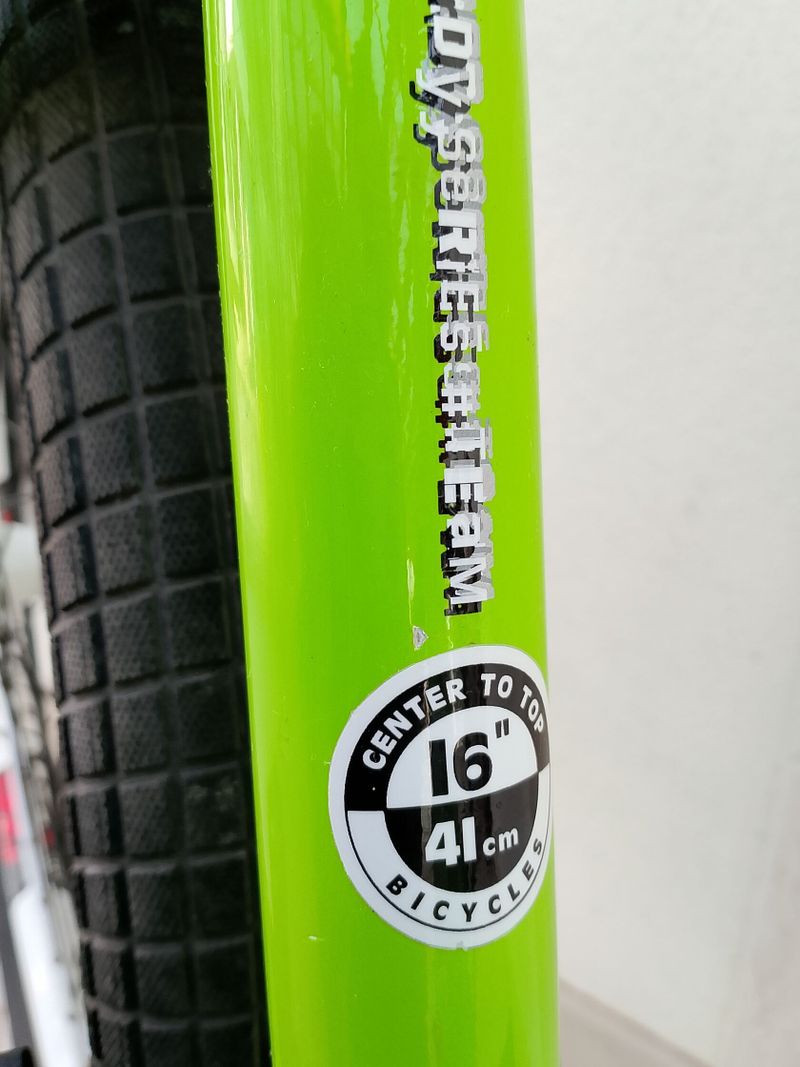 SERIES #TEAM
CENTER TO TOP
16"
41cm
BICYCLES